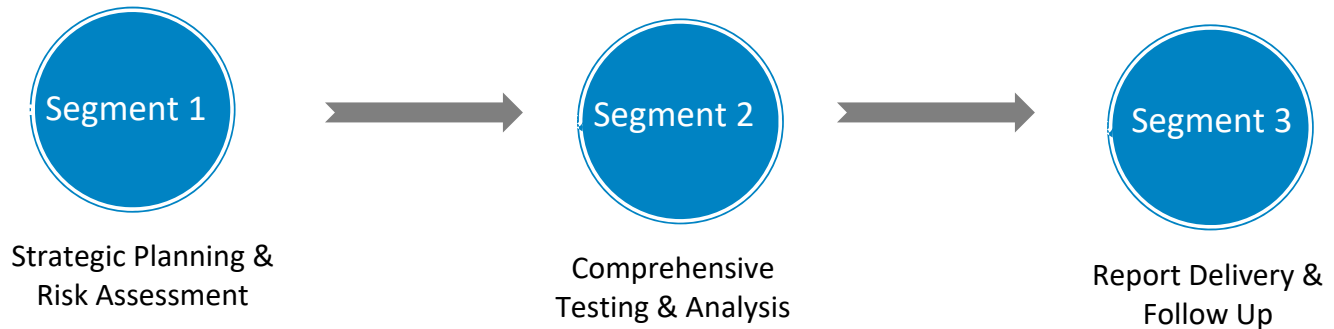 Segment 1
Strategic Planning &
Risk Assessment
Segment 2
Comprehensive
Testing & Analysis
Segment 3
Report Delivery &
Follow Up